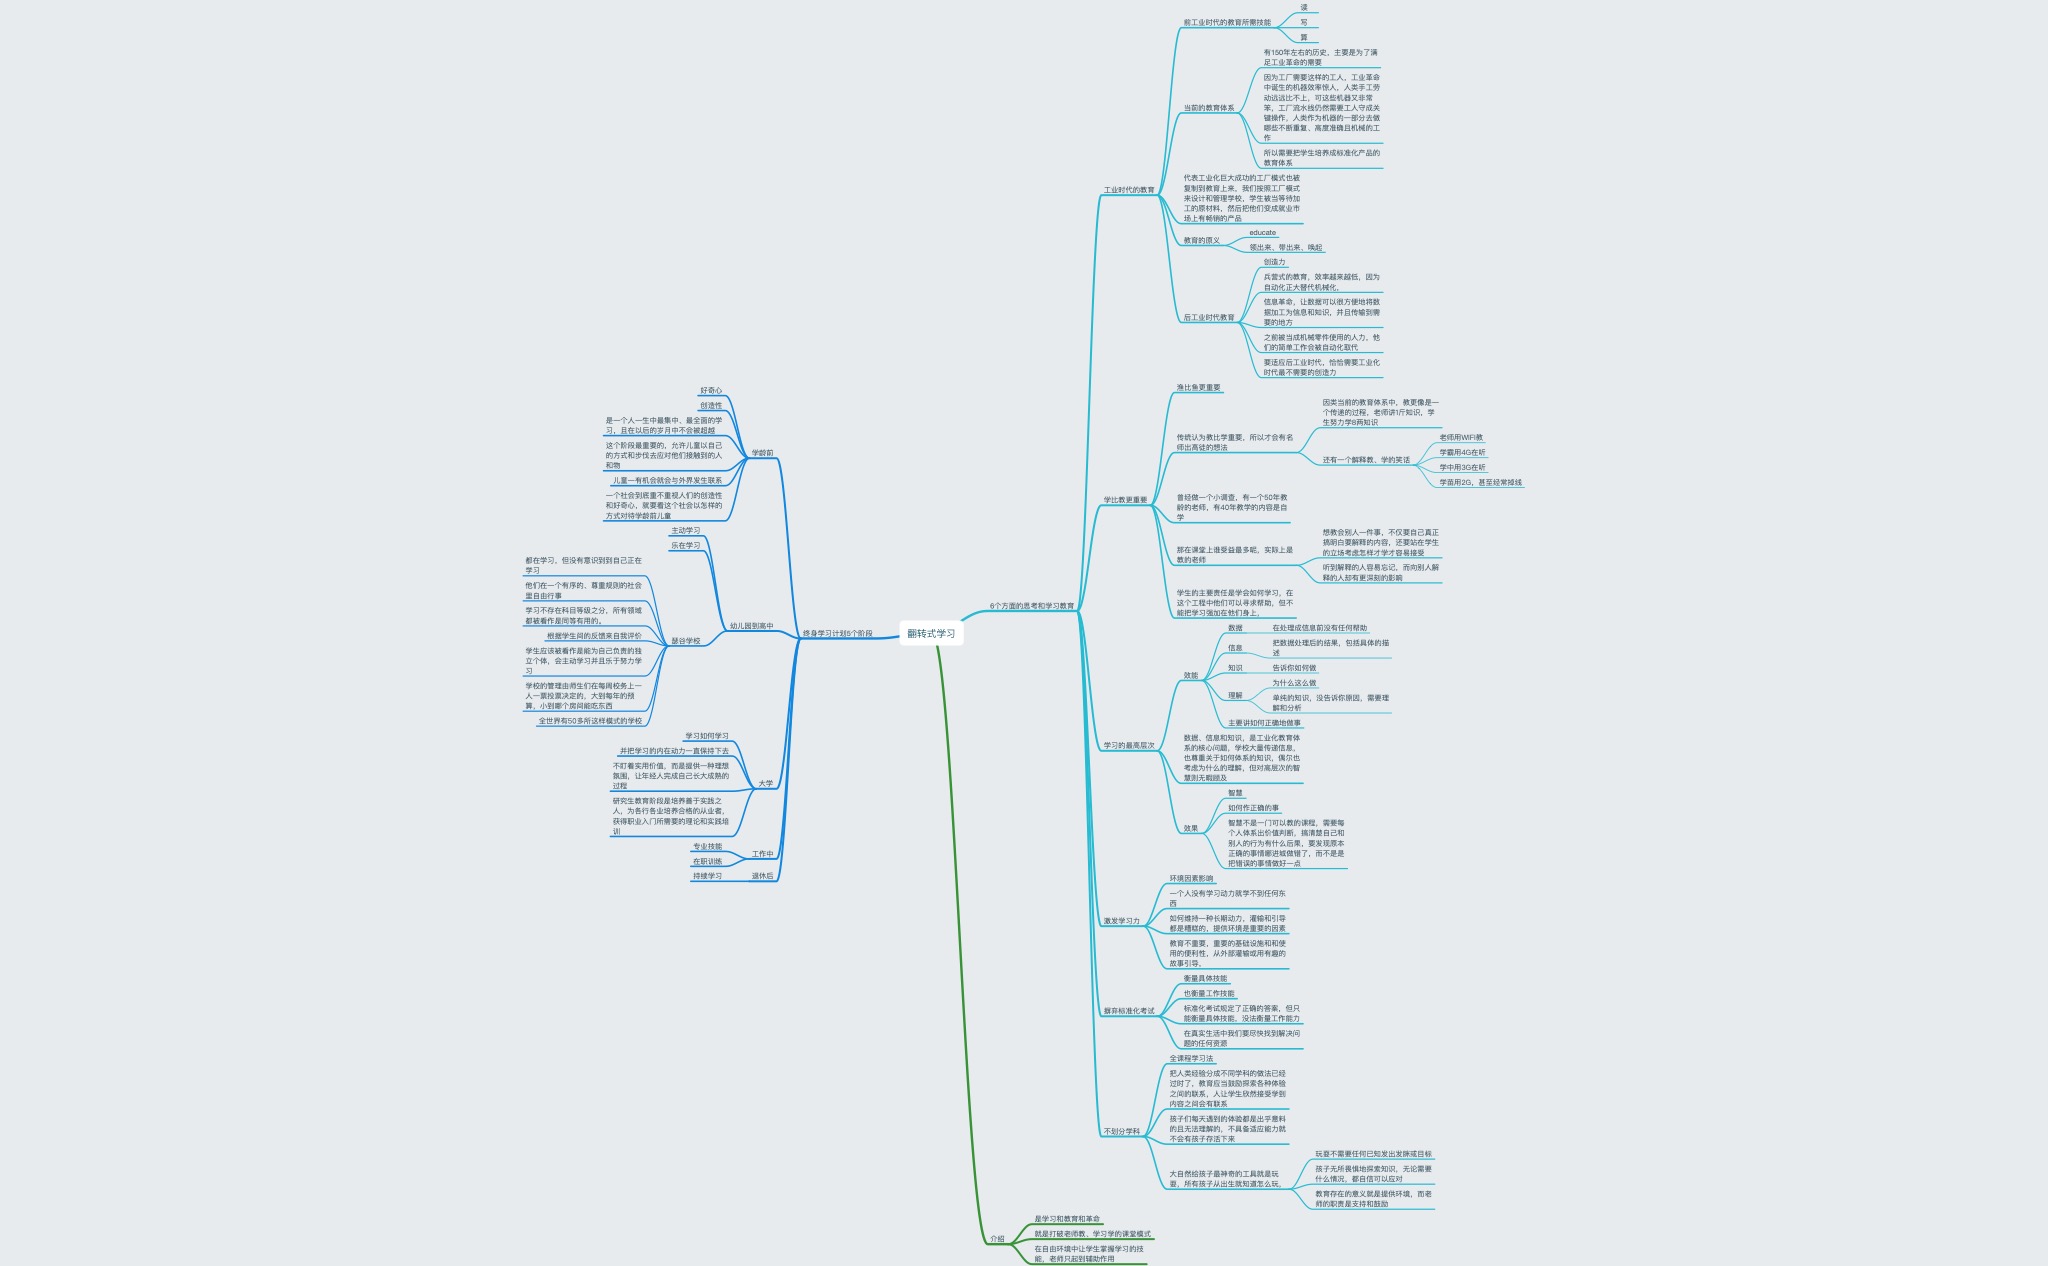 翻转式学习
6个方面的思考和学习教育
工业时代的教育
前工业时代的教育所需技能
读
写
算
当前的教育体系
有150年左右的历史，主要是为了满
足工业革命的需要
因为工厂需要这样的工人，工业革命
中诞生的机器效率惊人，人类手工劳
动远远比不上，可这些机器又非常
笨，工厂流水线仍然需要工人守成关
键操作，人类作为机器的一部分去做
哪些不断重复、高度准确且机械的工
作
所以需要把学生培养成标准化产品的
教育体系
代表工业化巨大成功的工厂模式也被
复制到教育上来，我们按照工厂模式
来设计和管理学校，学生被当等待加
工的原材料，然后把他们变成就业市
场上有畅销的产品
教育的原义
educate
领出来、带出来、唤起
后工业时代教育
创造力
兵营式的教育，效率越来越低，因为
自动化正大替代机械化，
信息革命，让数据可以很方便地将数
据加工为信息和知识，并且传输到需
要的地方
之前被当成机械零件使用的人力，他
们的简单工作会被自动化取代
要适应后工业时代，恰恰需要工业化
时代最不需要的创造力
学比教更重要
渔比鱼更重要
传统认为教比学重要，所以才会有名
师出高徒的想法
因类当前的教育体系中，教更像是一
个传递的过程，老师讲1斤知识，学
生努力学8两知识
还有一个解释教、学的笑话
老师用WIFI教
学霸用4G在听
学中用3G在听
学苗用2G，甚至经常掉线
曾经做一个小调查，有一个50年教
龄的老师，有40年教学的内容是自
学
那在课堂上谁受益最多呢，实际上是
教的老师
想教会别人一件事，不仅要自己真正
搞明白要解释的内容，还要站在学生
的立场考虑怎样才学才容易接受
听到解释的人容易忘记，而向别人解
释的人却有更深刻的影响
学生的主要责任是学会如何学习，在
这个工程中他们可以寻求帮助，但不
能把学习强加在他们身上，
学习的最高层次
效能
数据
在处理成信息前没有任何帮助
信息
把数据处理后的结果，包括具体的描
述
知识
告诉你如何做
理解
为什么这么做
单纯的知识，没告诉你原因，需要理
解和分析
主要讲如何正确地做事
数据、信息和知识，是工业化教育体
系的核心问题，学校大量传递信息，
也尊重关于如何体系的知识，偶尔也
考虑为什么的理解，但对高层次的智
慧则无暇顾及
效果
智慧
如何作正确的事
智慧不是一门可以教的课程，需要每
个人体系出价值判断，搞清楚自己和
别人的行为有什么后果，要发现原本
正确的事情哪进城做错了，而不是是
把错误的事情做好一点
激发学习力
环境因素影响
一个人没有学习动力就学不到任何东
西
如何维持一种长期动力，灌输和引导
都是糟糕的，提供环境是重要的因素
教育不重要，重要的基础设施和和使
用的便利性，从外部灌输或用有趣的
故事引导，
摒弃标准化考试
衡量具体技能
也衡量工作技能
标准化考试规定了正确的答案，但只
能衡量具体技能，没法衡量工作能力
在真实生活中我们要尽快找到解决问
题的任何资源
不划分学科
全课程学习法
把人类经验分成不同学科的做法已经
过时了，教育应当鼓励探索各种体验
之间的联系，人让学生欣然接受学到
内容之间会有联系
孩子们每天遇到的体验都是出乎意料
的且无法理解的，不具备适应能力就
不会有孩子存活下来
大自然给孩子最神奇的工具就是玩
耍，所有孩子从出生就知道怎么玩，
玩耍不需要任何已知发出发牌或目标
孩子无所畏惧地探索知识，无论需要
什么情况，都自信可以应对
教育存在的意义就是提供环境，而老
师的职责是支持和鼓励
介绍
是学习和教育和革命
就是打破老师教、学习学的课堂模式
在自由环境中让学生掌握学习的技
能，老师只起到辅助作用
终身学习计划5个阶段
学龄前
好奇心
创造性
是一个人一生中最集中、最全面的学
习，且在以后的岁月中不会被超越
这个阶段最重要的，允许儿童以自己
的方式和步伐去应对他们接触到的人
和物
儿童一有机会就会与外界发生联系
一个社会到底重不重视人们的创造性
和好奇心，就要看这个社会以怎样的
方式对待学龄前儿童
幼儿园到高中
主动学习
乐在学习
瑟谷学校
都在学习，但没有意识到到自己正在
学习
他们在一个有序的、尊重规则的社会
里自由行事
学习不存在科目等级之分，所有领域
都被看作是同等有用的。
根据学生间的反馈来自我评价
学生应该被看作是能为自己负责的独
立个体，会主动学习并且乐于努力学
习
学校的管理由师生们在每周校务上一
人一票投票决定的，大到每年的预
算，小到哪个房间能吃东西
全世界有50多所这样模式的学校
大学
学习如何学习
并把学习的内在动力一直保持下去
不盯着实用价值，而是提供一种理想
氛围，让年轻人完成自己长大成熟的
过程
研究生教育阶段是培养善于实践之
人，为各行各业培养合格的从业者，
获得职业入门所需要的理论和实践培
训
工作中
专业技能
在职训练
退休后
持续学习